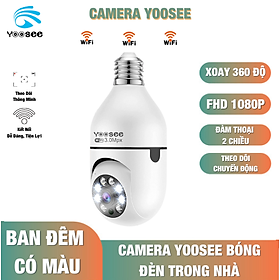 CAMERA YOOSEE
YOOSEE
WiFi
WiFi
WiFi
Theo Dõi
Thông Minh
Kết Nối
Dễ Dàng, Tiện Lợi
XOAY 360 ĐỘ
FHD 1080P
ĐÀM THOẠI
2 CHIỀU
THEO DÕI
CHUYỂN ĐỘNG
YOOSEE
3.0Mpx
BAN ĐÊM
CÓ MÀU
CAMERA YOOSEE BÓNG
ĐÈN TRONG NHÀ